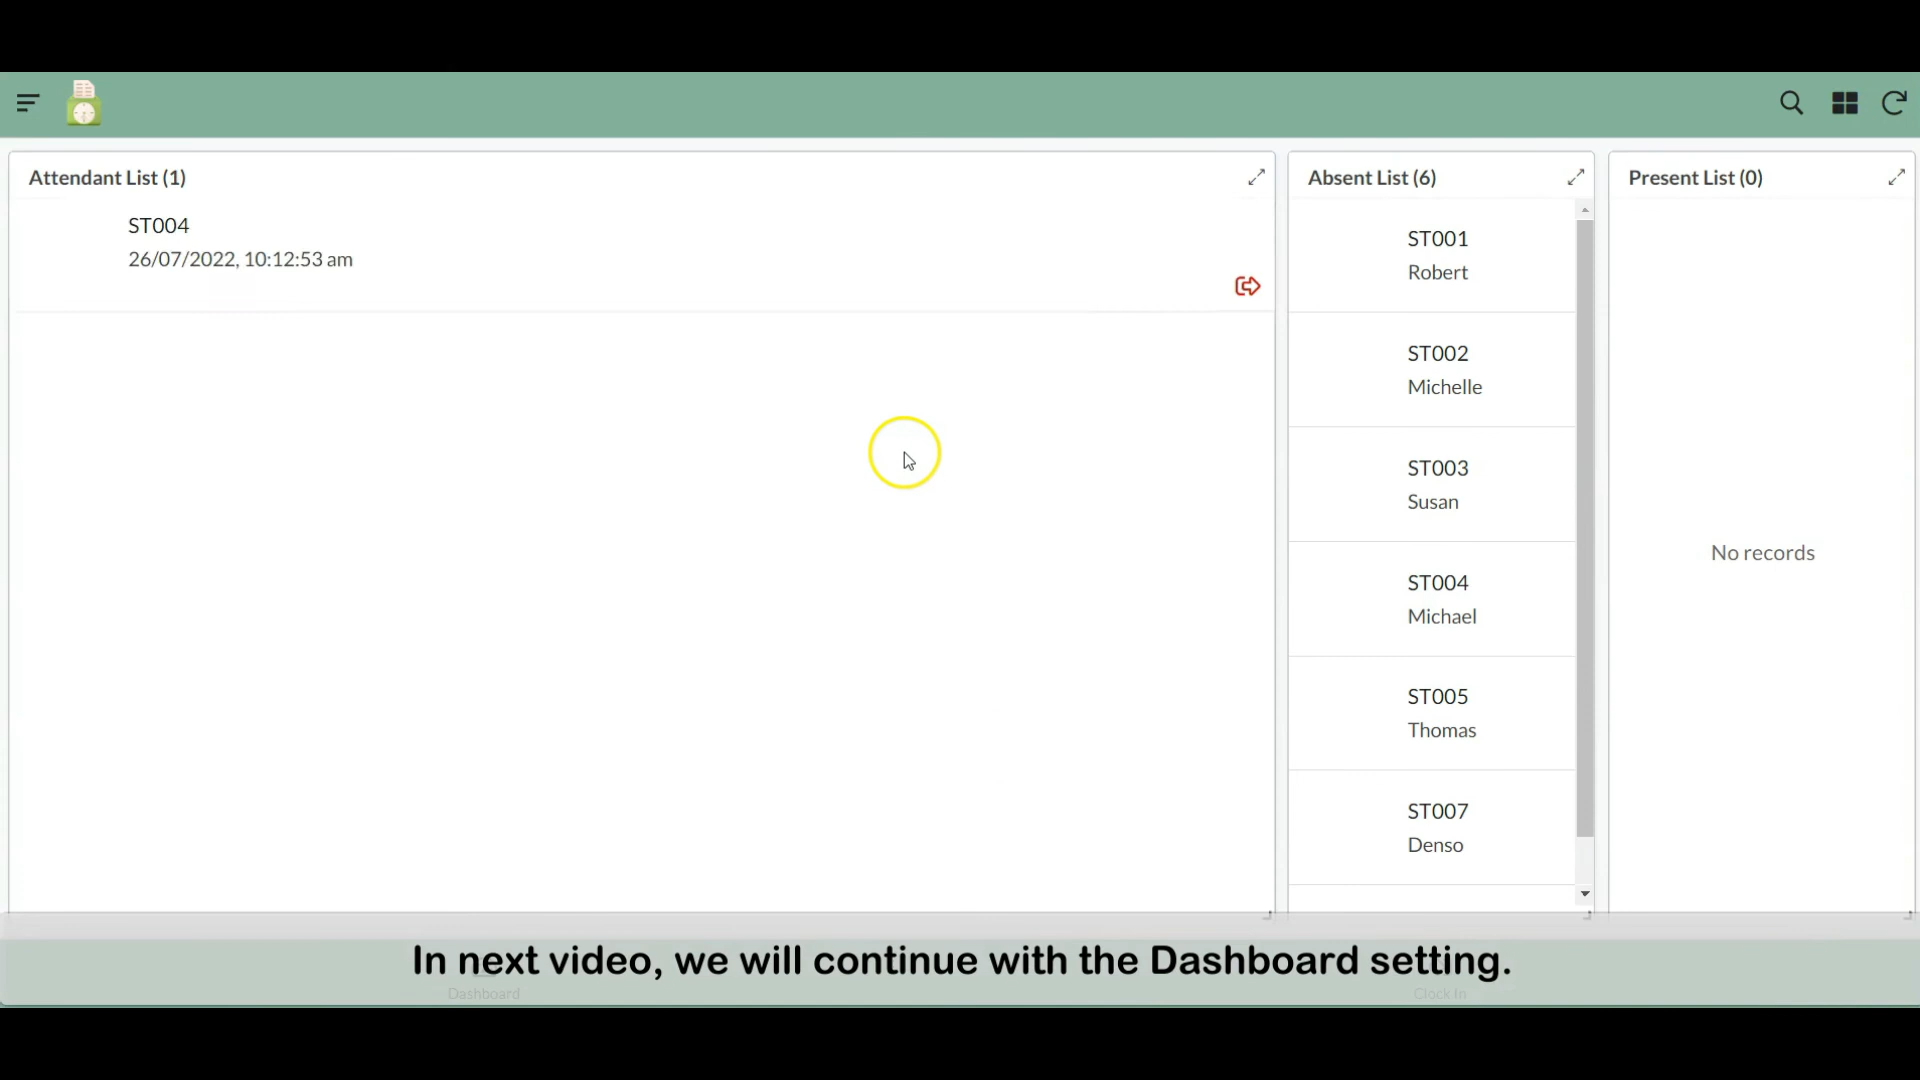 Attendant List (1)
ST004
26/07/2022, 10:12:53 am
Absent List (6)
ST001
Robert
ST002
Michelle
ST003
Susan
ST004
Michael
ST005
Thomas
ST007
Denso
Present List (0)
No records
In next video, we will continue with the Dashboard setting.
Dashboard
Clock In